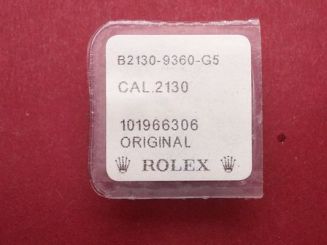 B2130-9360-G5
CAL.2130
101966306
ORIGINAL
ROLEX